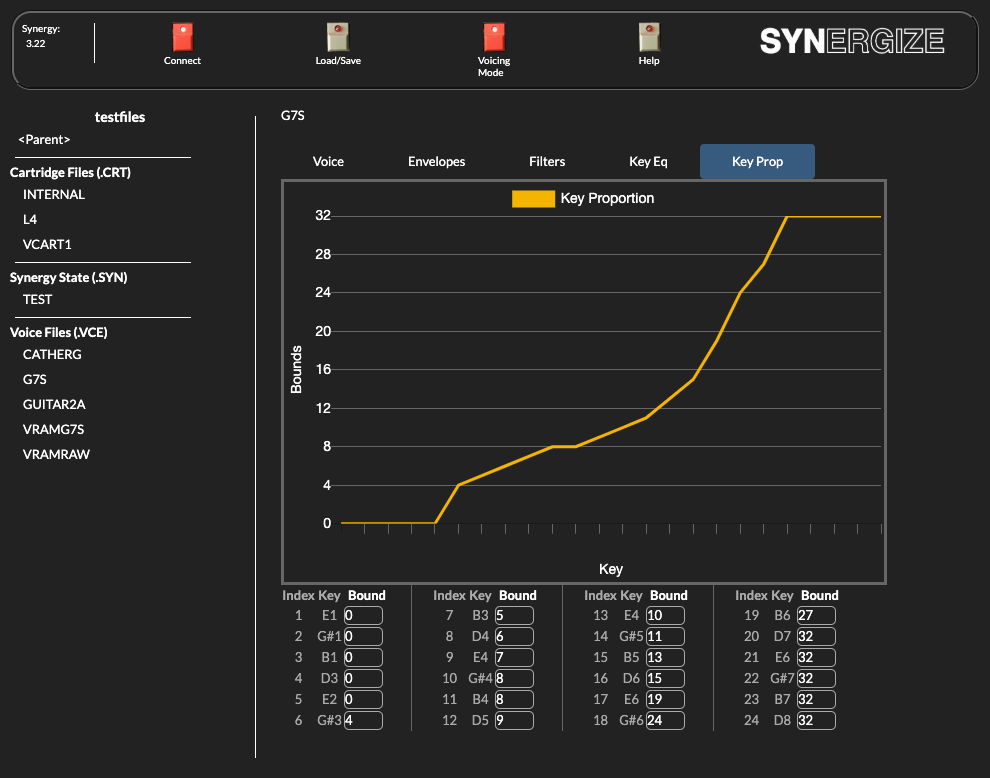 Synergy:
3.22
Connect
Load/Save
Voicing
Mode
Help
SYNERGIZE
testfiles
<Parent>
Cartridge Files (.CRT)
INTERNAL
L4
VCART1
Synergy State (.SYN)
TEST
Voice Files (.VCE)
CATHERG
G7S
GUITAR2A
VRAMG7S
VRAMRAW
G7S
Voice Envelopes Filters Key Eq Key Prop
Key Proportion
32
28
24
20
16
12
8
4
0
Bounds
Key
Index Key Bound Index Key Bound Index Key Bound Index Key Bound
1 E1 0 7 B3 5 13 E4 10 19 B6 27
2 G#1 0 8 D4 6 14 G#5 11 20 D7 32
3 B1 0 9 E4 7 15 B5 13 21 E6 32
4 D3 0 10 G#4 8 16 D6 15 22 G#7 32
5 E2 0 11 B4 8 17 E6 19 23 B7 32
6 G#3 4 12 D5 9 18 G#6 24 24 D8 32